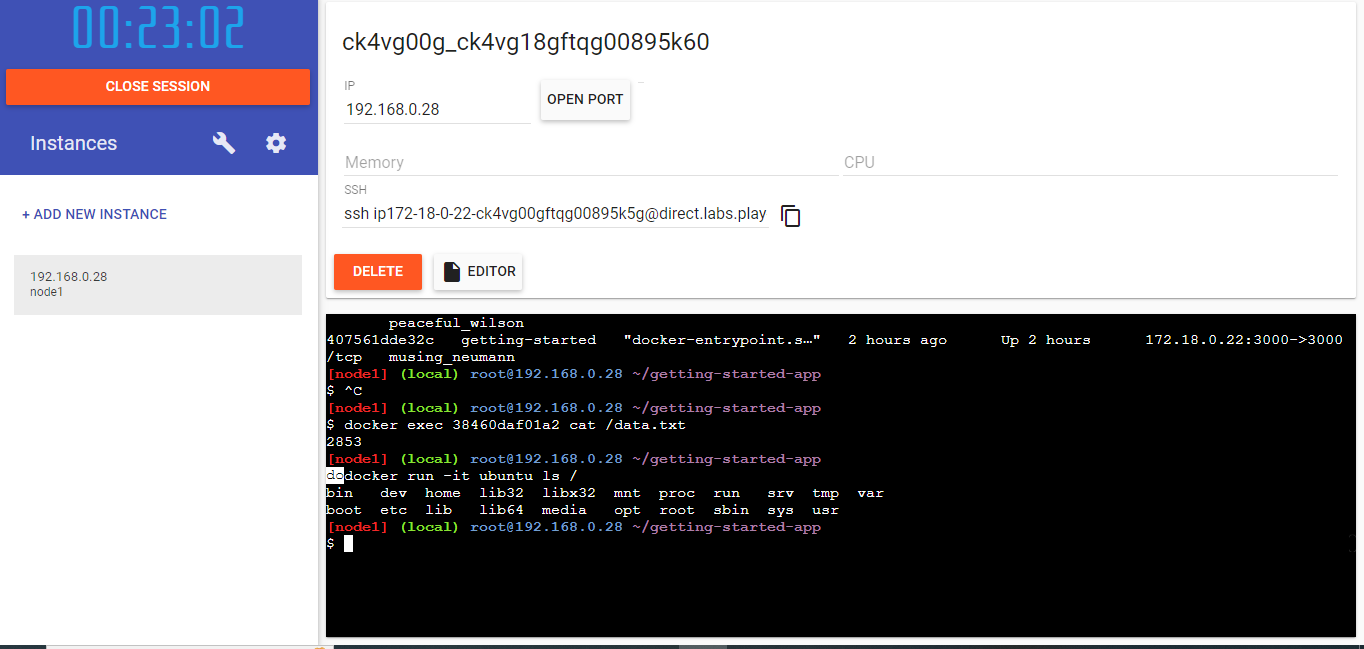 00:23:02
CLOSE SESSION
Instances
+ ADD NEW INSTANCE
192.168.0.28
node1
ck4vg00g_ck4vg18gftqg00895k60
IP
192.168.0.28
OPEN PORT
Memory
CPU
SSH
ssh ip172-18-0-22-ck4vg00gftqg00895k5g@direct.labs.play
DELETE
EDITOR
peaceful_wilson
407561dde32c getting-started "docker-entrypoint.s…" 2 hours ago Up 2 hours 172.18.0.22:3000->3000
/tcp musing_neumann
[node1] (local) root@192.168.0.28 ~/getting-started-app
$ ^C
[node1] (local) root@192.168.0.28 ~/getting-started-app
$ docker exec 38460daf01a2 cat /data.txt
2853
[node1] (local) root@192.168.0.28 ~/getting-started-app
dodocker run -it ubuntu ls /
bin dev home lib32 libx32 mnt proc run srv tmp var
boot etc lib lib64 media opt root sbin sys usr
[node1] (local) root@192.168.0.28 ~/getting-started-app
$